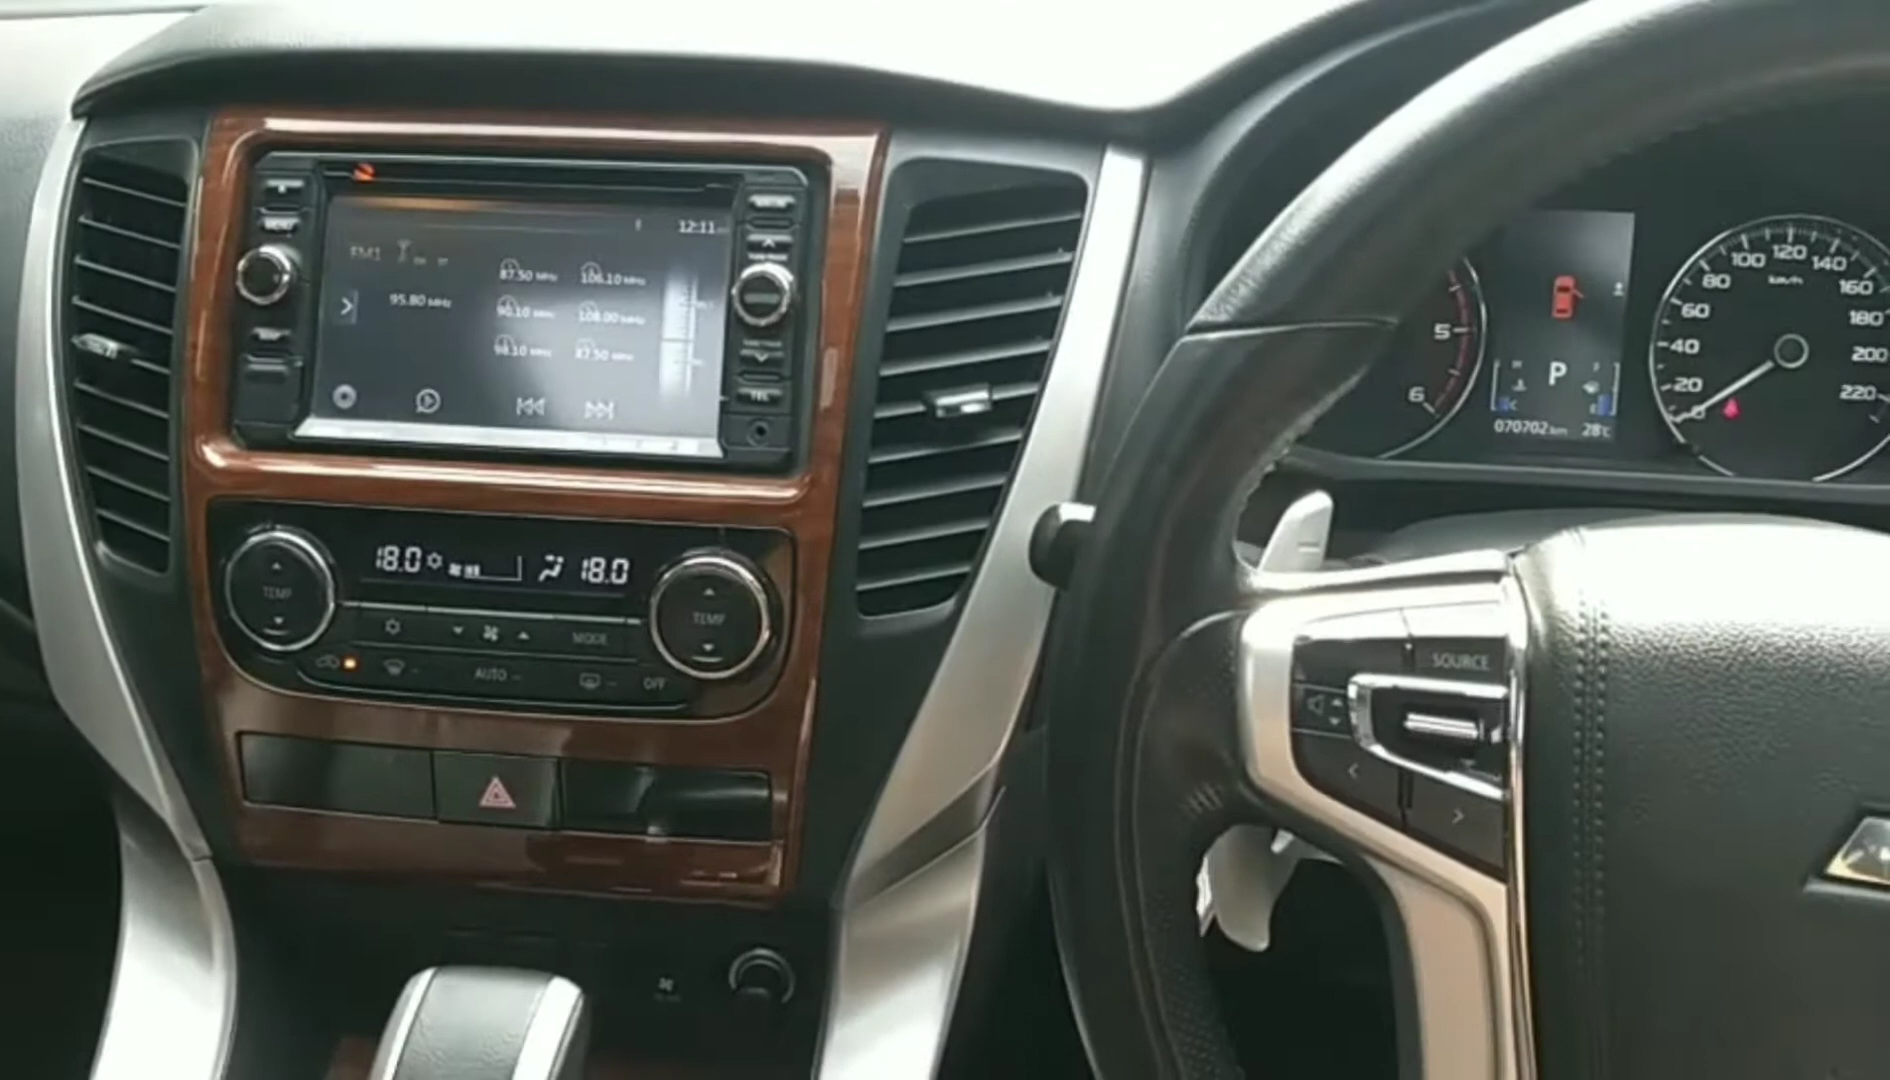 MENU
12:11
FM1
87.50 MHz
106.10 MHz
95.80 MHz
90.10 MHz
108.00 MHz
98.10 MHz
87.50 MHz
TEL
18.0
18.0
TEMP
TEMP
MODE
AUTO
OFF
SOURCE
5
6
P
070702 km
28°C
0
20
40
60
80
100
120
140
160
180
200
220
km/h